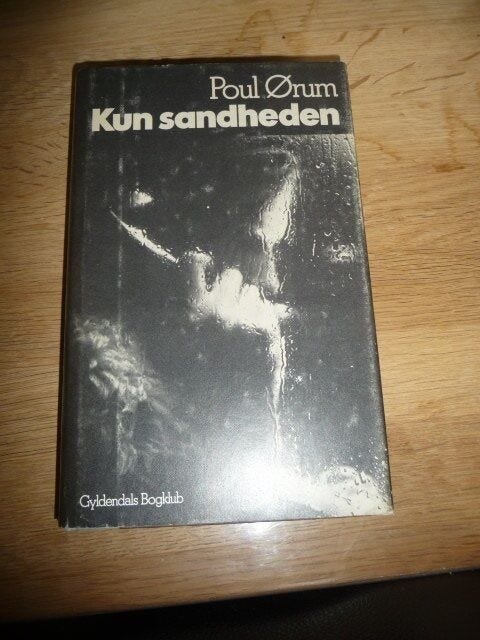 Poul Ørum
Kun sandheden
Gyldendals Bogklub